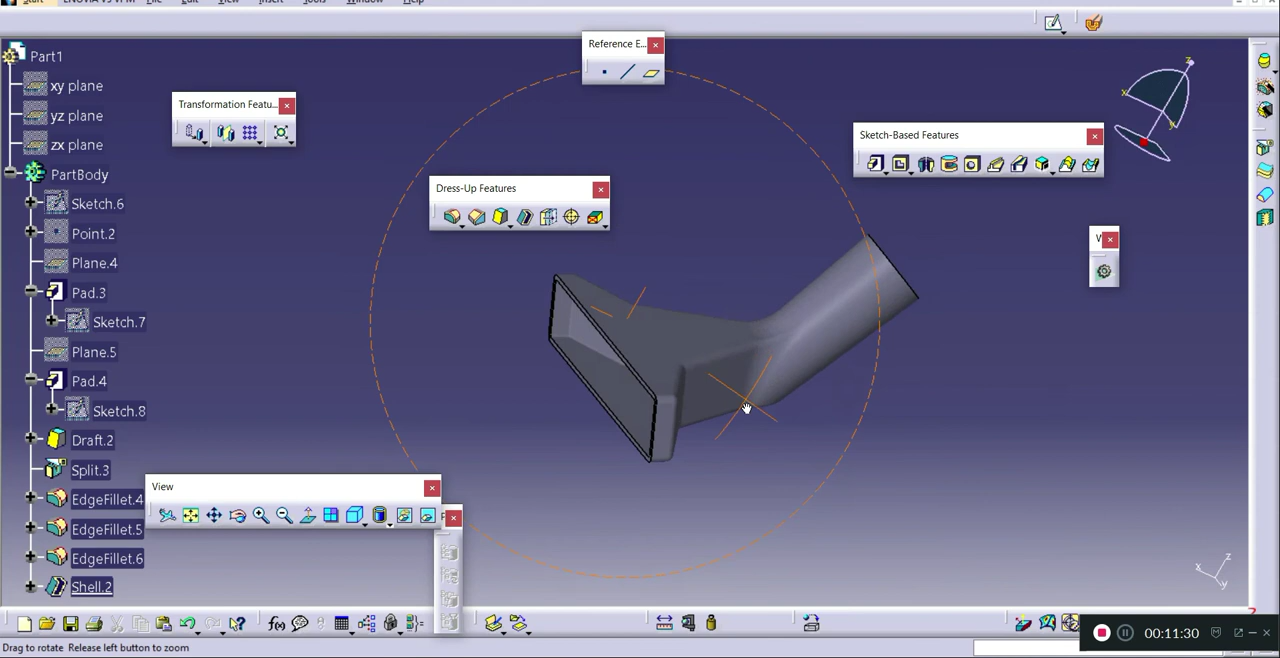 Start ENOVIA V5 VPM File Edit View Insert Tools Window Help
Reference E...
Part1
xy plane
Transformation Featu...
yz plane
Sketch-Based Features
zx plane
PartBody
Dress-Up Features
Sketch.6
Point.2
V
Plane.4
Pad.3
Sketch.7
Plane.5
Pad.4
Sketch.8
Draft.2
Split.3
View
EdgeFillet.4
EdgeFillet.5
EdgeFillet.6
Shell.2
z
x
y
z
x
y
f(x)
00:11:30
Drag to rotate Release left button to zoom